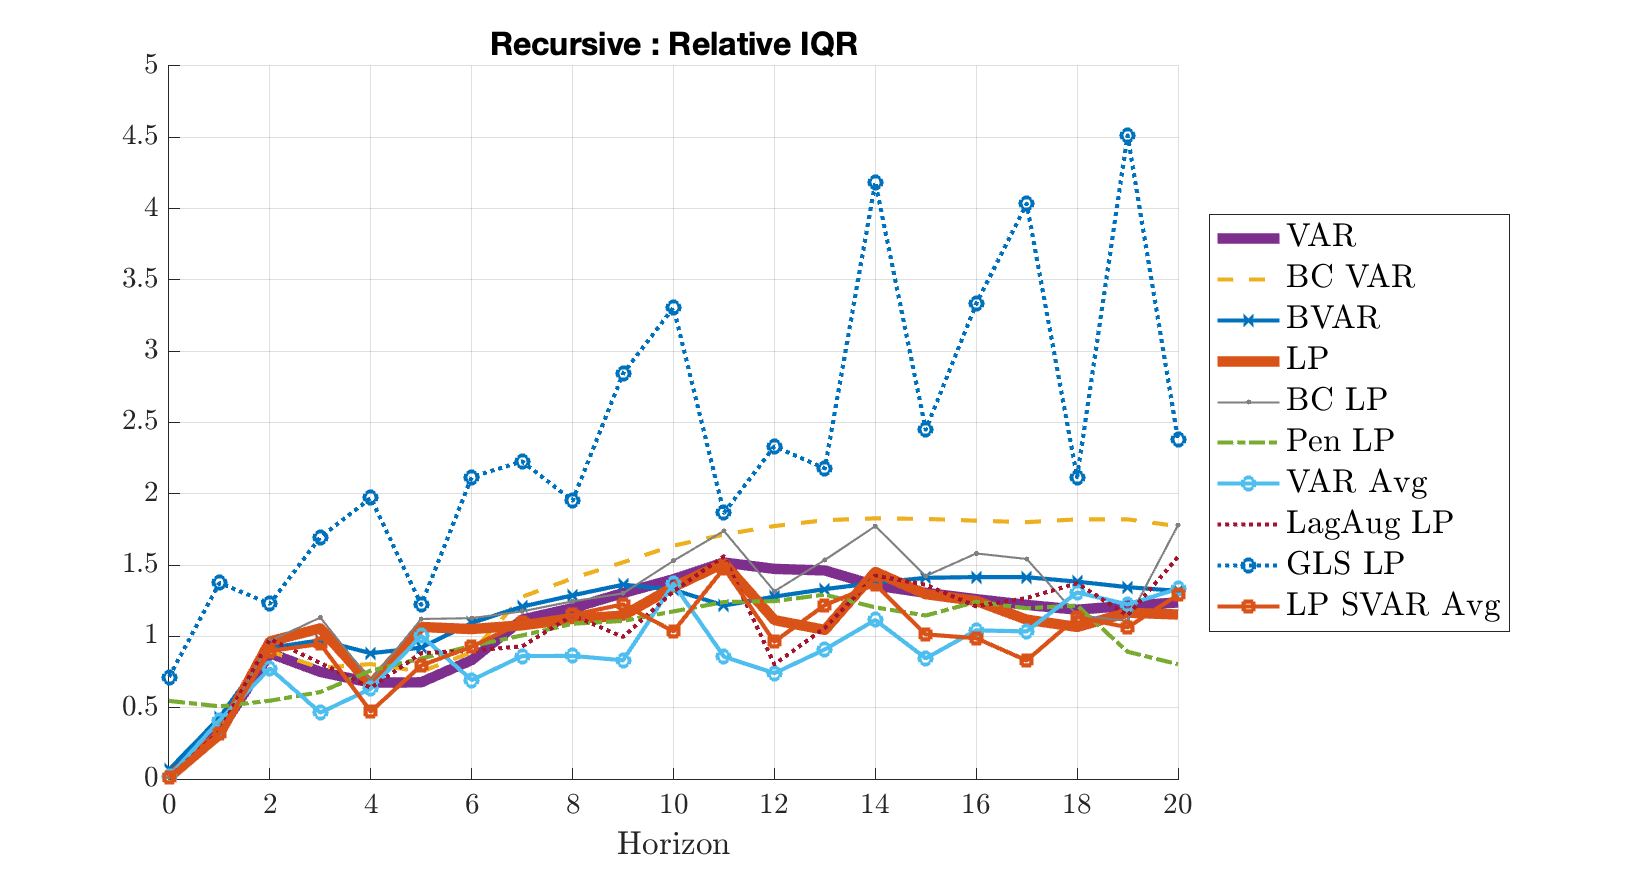 Recursive : Relative IQR
5
4.5
4
3.5
3
2.5
2
1.5
1
0.5
0
0 2 4 6 8 10 12 14 16 18 20
Horizon
VAR
BC VAR
BVAR
LP
BC LP
Pen LP
VAR Avg
LagAug LP
GLS LP
LP SVAR Avg